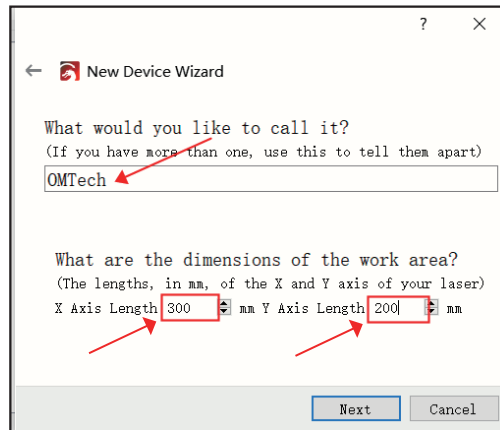 ?
New Device Wizard
What would you like to call it?
(If you have more than one, use this to tell them apart)
OMTech
What are the dimensions of the work area?
(The lengths, in mm, of the X and Y axis of your laser)
X Axis Length 300 mm Y Axis Length 200 mm
Next Cancel